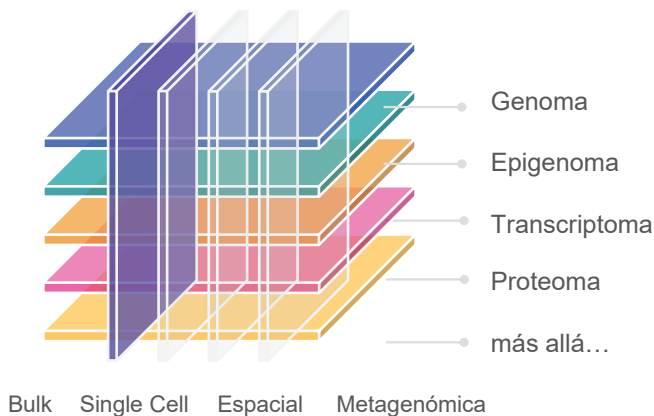 Genoma
Epigenoma
Transcriptoma
Proteoma
más allá…
Bulk Single Cell Espacial Metagenómica